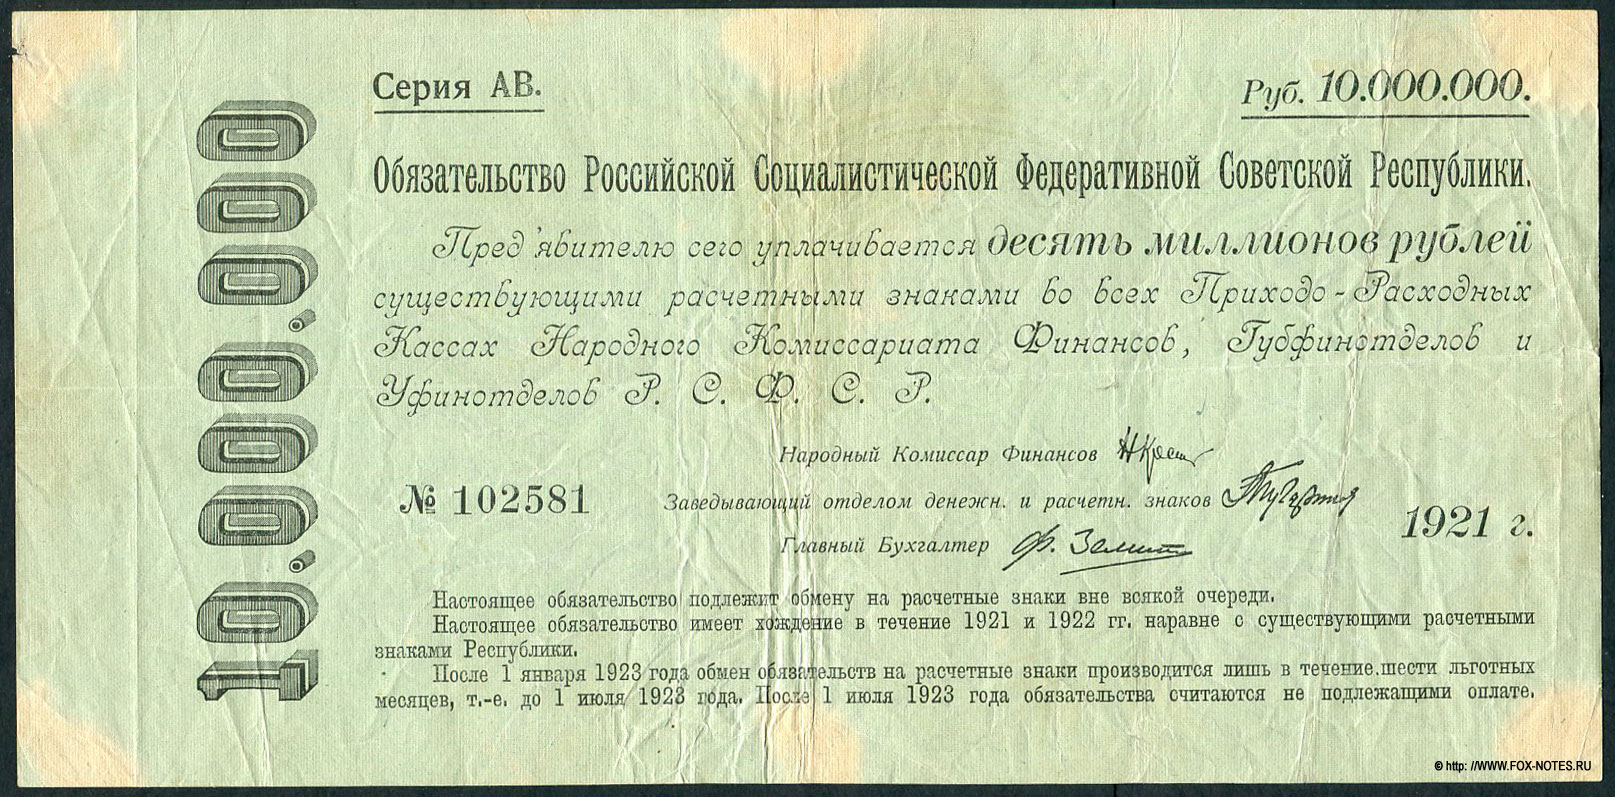 Серия АВ.
Руб. 10.000.000.
10.000.000
Обязательство Российской Социалистической Федеративной Советской Республики.
Пред'явителю сего уплачивается десять миллионов рублей
существующими расчетными знаками во всех Приходо-Расходных
Кассах Народного Комиссариата Финансов, Губфинотделов и
Уфинотделов Р. С. Ф. С. Р.
Народный Комиссар Финансов
№ 102581
Заведывающий отделом денежн. и расчетн. знаков
1921 г.
Главный Бухгалтер
Настоящее обязательство подлежит обмену на расчетные знаки вне всякой очереди.
Настоящее обязательство имеет хождение в течение 1921 и 1922 гг. наравне с существующими расчетными
знаками Республики.
После 1 января 1923 года обмен обязательств на расчетные знаки производится лишь в течение.шести льготных
месяцев, т.-е. до 1 июля 1923 года. После 1 июля 1923 года обязательства считаются не подлежащими оплате.
© http: //WWW.FOX-NOTES.RU